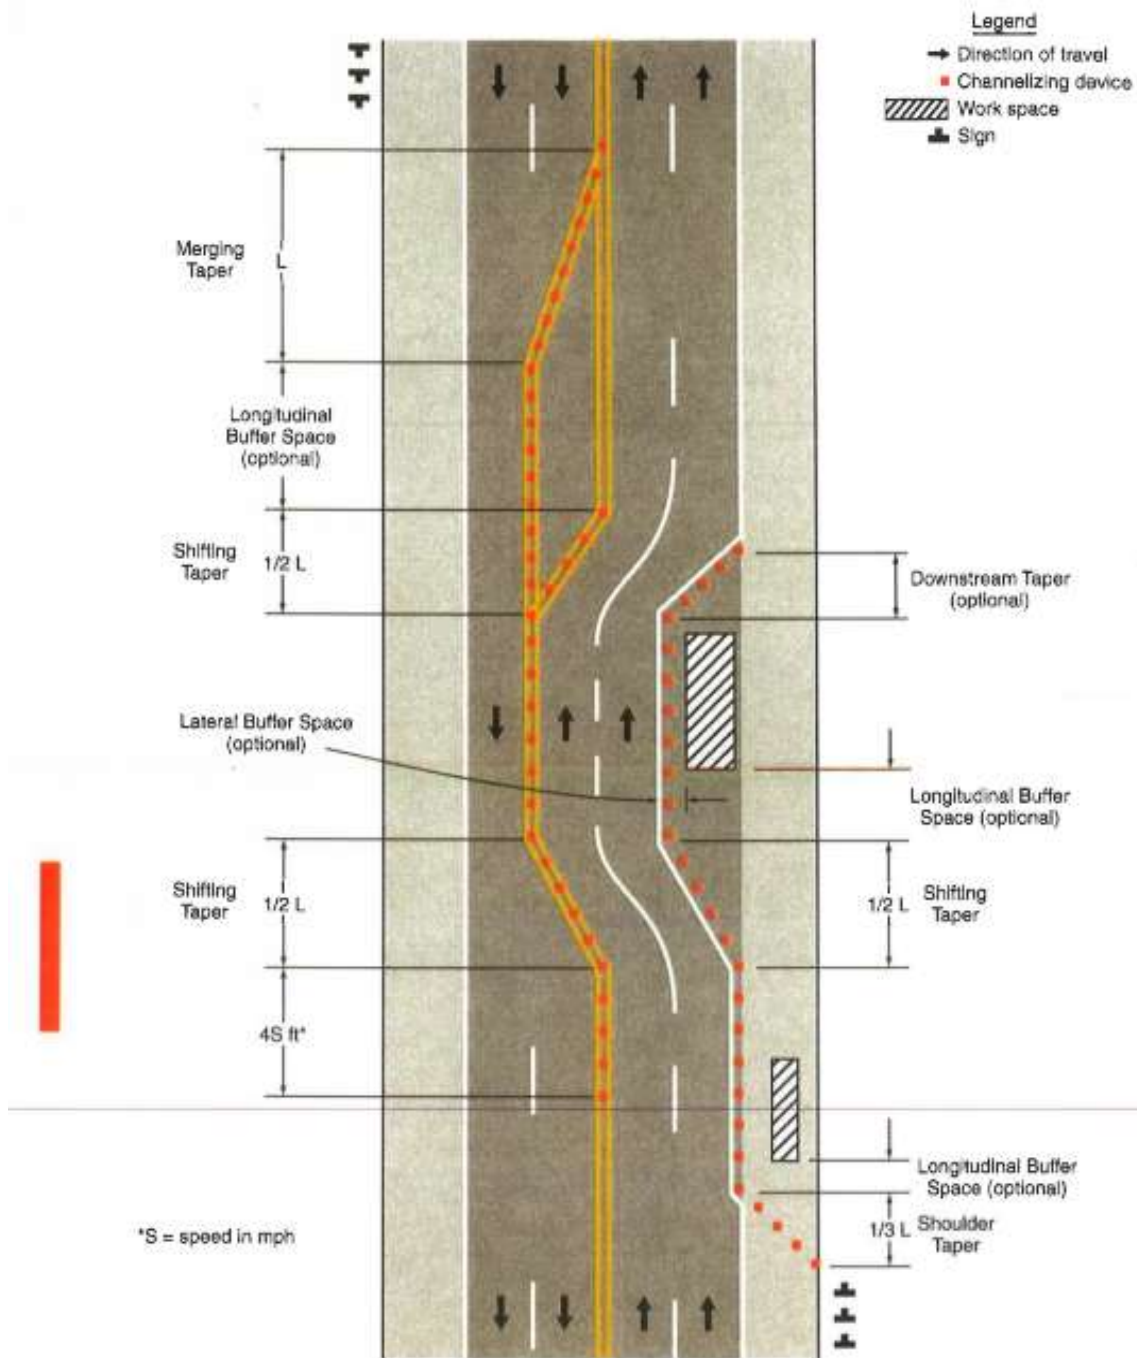 Legend
Direction of travel
Channelizing device
Work space
Sign
Merging
Taper
L
Longitudinal
Buffer Space
(optional)
Shifting
Taper
1/2 L
Downstream Taper
(optional)
Lateral Buffer Space
(optional)
Longitudinal Buffer
Space (optional)
Shifting
Taper
1/2 L
1/2 L
Shifting
Taper
4S ft*
Longitudinal Buffer
Space (optional)
*S = speed in mph
1/3 L
Shoulder
Taper